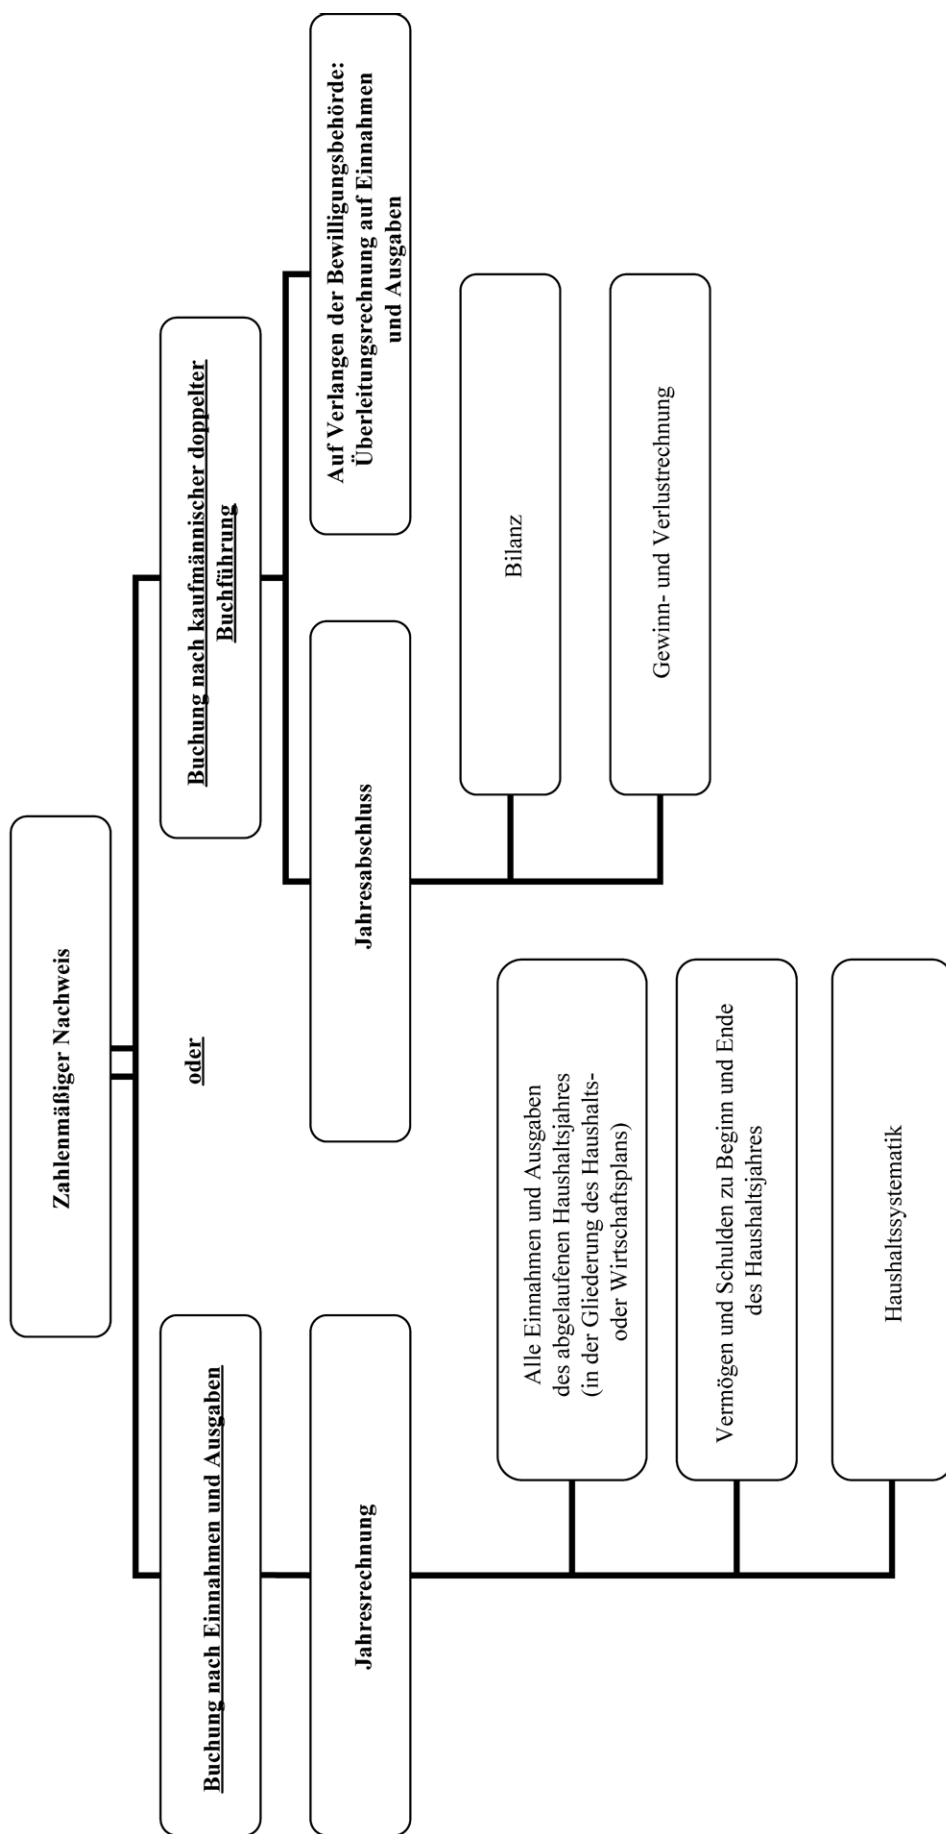 Zahlenmäßiger Nachweis
Buchung nach Einnahmen und Ausgaben
oder
Buchung nach kaufmännischer doppelter
Buchführung
Jahresrechnung
Jahresabschluss
Auf Verlangen der Bewilligungsbehörde:
Überleitungsrechnung auf Einnahmen
und Ausgaben
Alle Einnahmen und Ausgaben
des abgelaufenen Haushaltsjahres
(in der Gliederung des Haushalts-
oder Wirtschaftsplans)
Vermögen und Schulden zu Beginn und Ende
des Haushaltsjahres
Haushaltssystematik
Bilanz
Gewinn- und Verlustrechnung